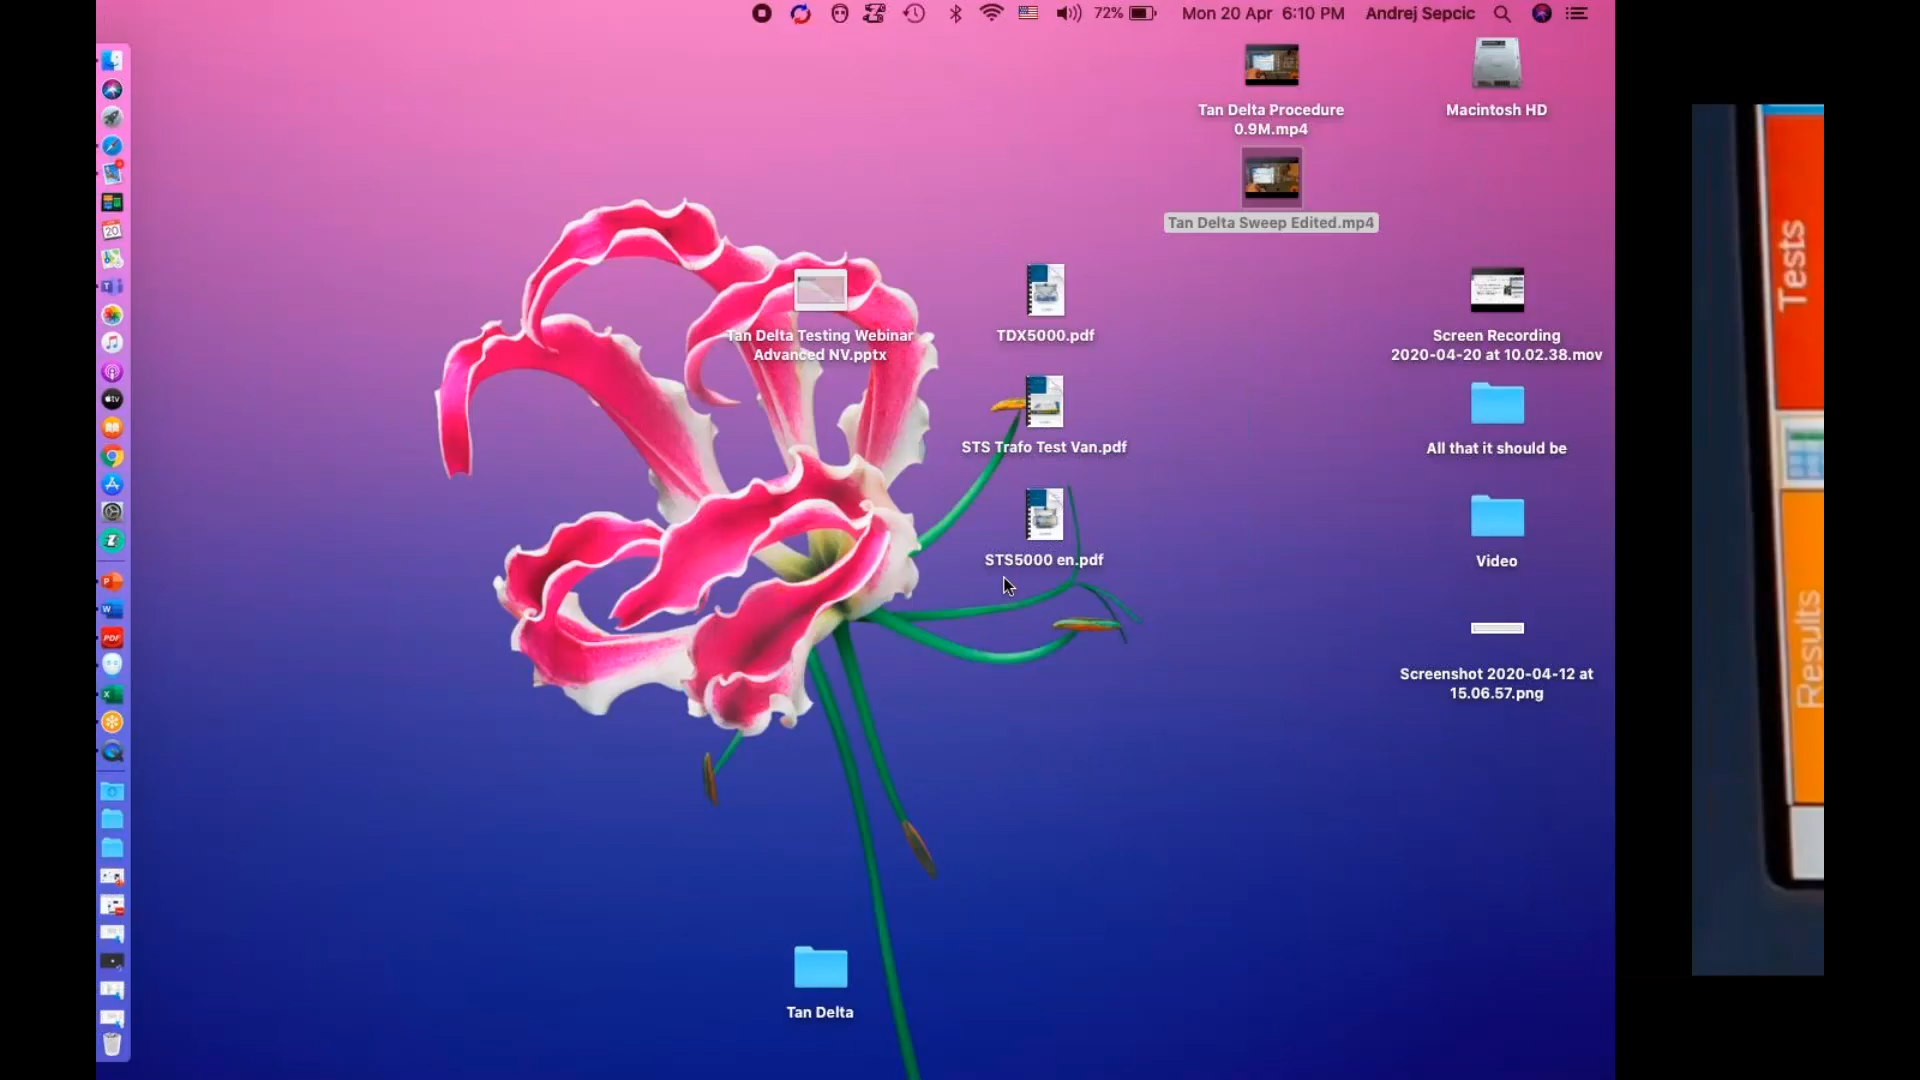 72%
Mon 20 Apr 6:10 PM
Andrej Sepcic
Tan Delta Procedure
0.9M.mp4
Macintosh HD
Tan Delta Sweep Edited.mp4
Tan Delta Testing Webinar
Advanced NV.pptx
TDX5000.pdf
Screen Recording
2020-04-20 at 10.02.38.mov
STS Trafo Test Van.pdf
All that it should be
STS5000 en.pdf
Video
Screenshot 2020-04-12 at
15.06.57.png
Tan Delta
20
tv
P
W
PDF
X
Tests
Results